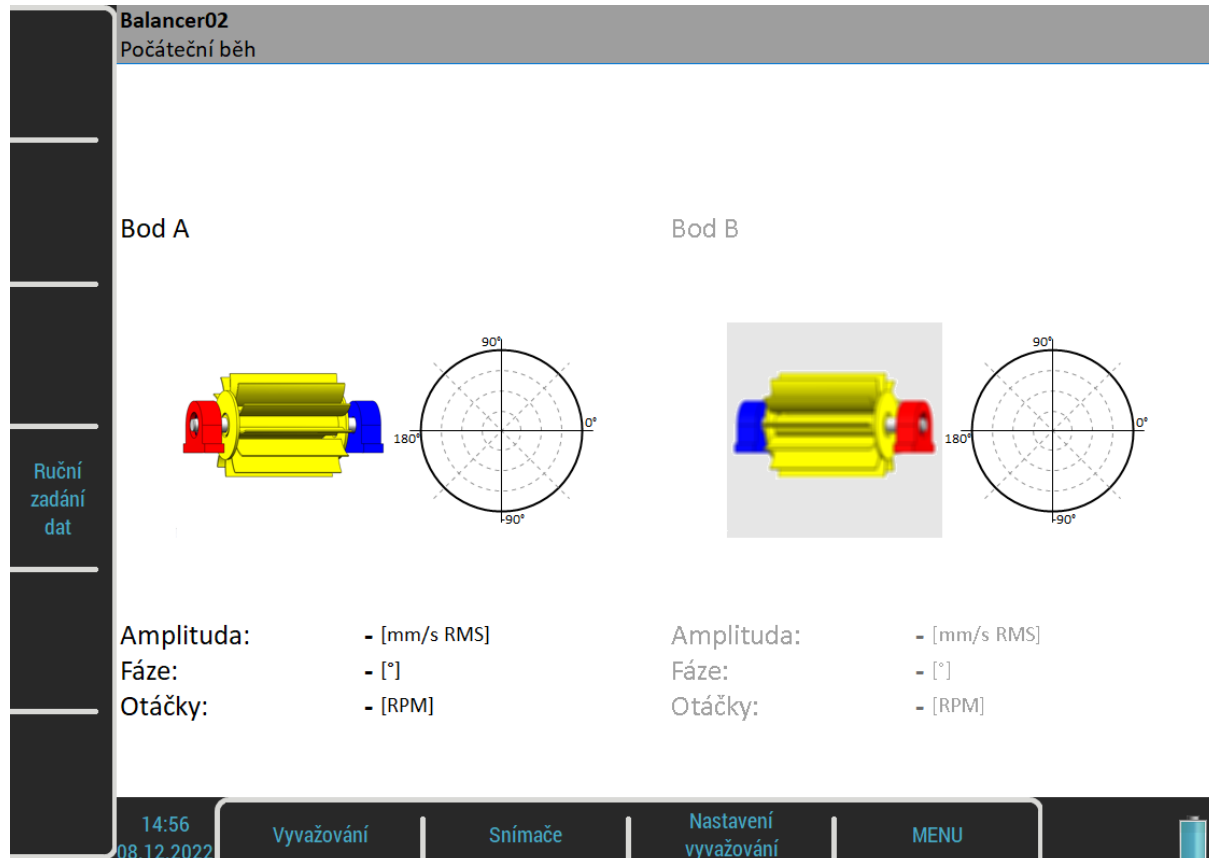 Balancer02
Počáteční běh
Bod A
Bod B
90°
0°
180°
-90°
90°
0°
180°
-90°
Ruční
zadání
dat
Amplituda: - [mm/s RMS]
Fáze: - [°]
Otáčky: - [RPM]
Amplituda: - [mm/s RMS]
Fáze: - [°]
Otáčky: - [RPM]
14:56
08.12.2022
Vyvažování
Snímače
Nastavení
vyvažování
MENU